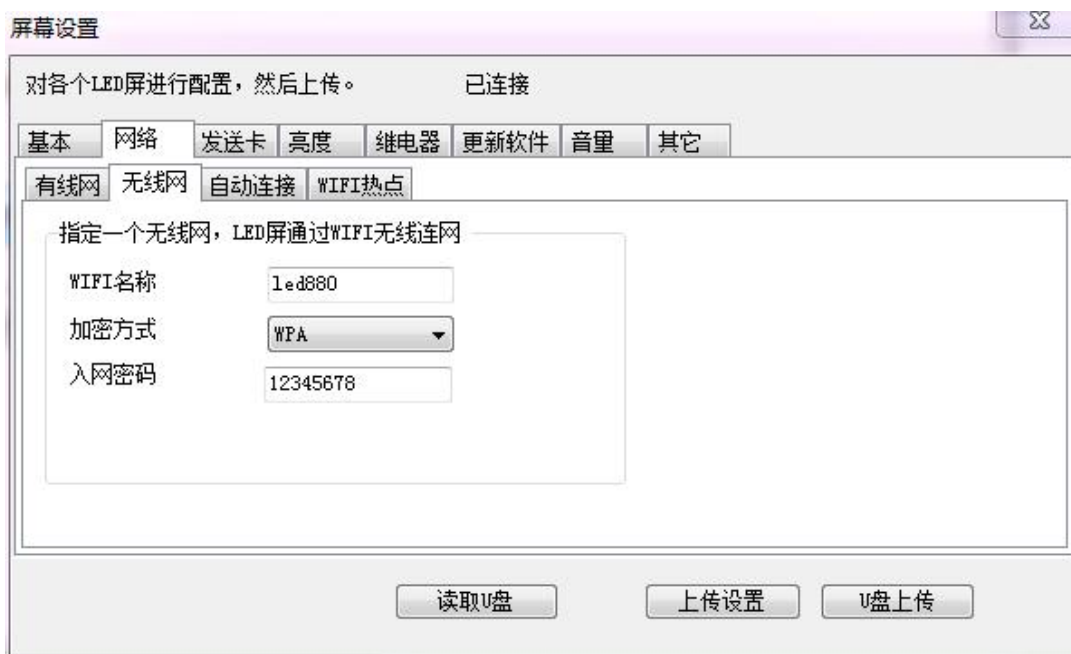 屏幕设置
对各个LED屏进行配置,然后上传。 已连接
基本 网络 发送卡 亮度 继电器 更新软件 音量 其它
有线网 无线网 自动连接 WIFI热点
指定一个无线网,LED屏通过WIFI无线连网
WIFI名称 led880
加密方式 WPA
入网密码 12345678
读取U盘 上传设置 U盘上传